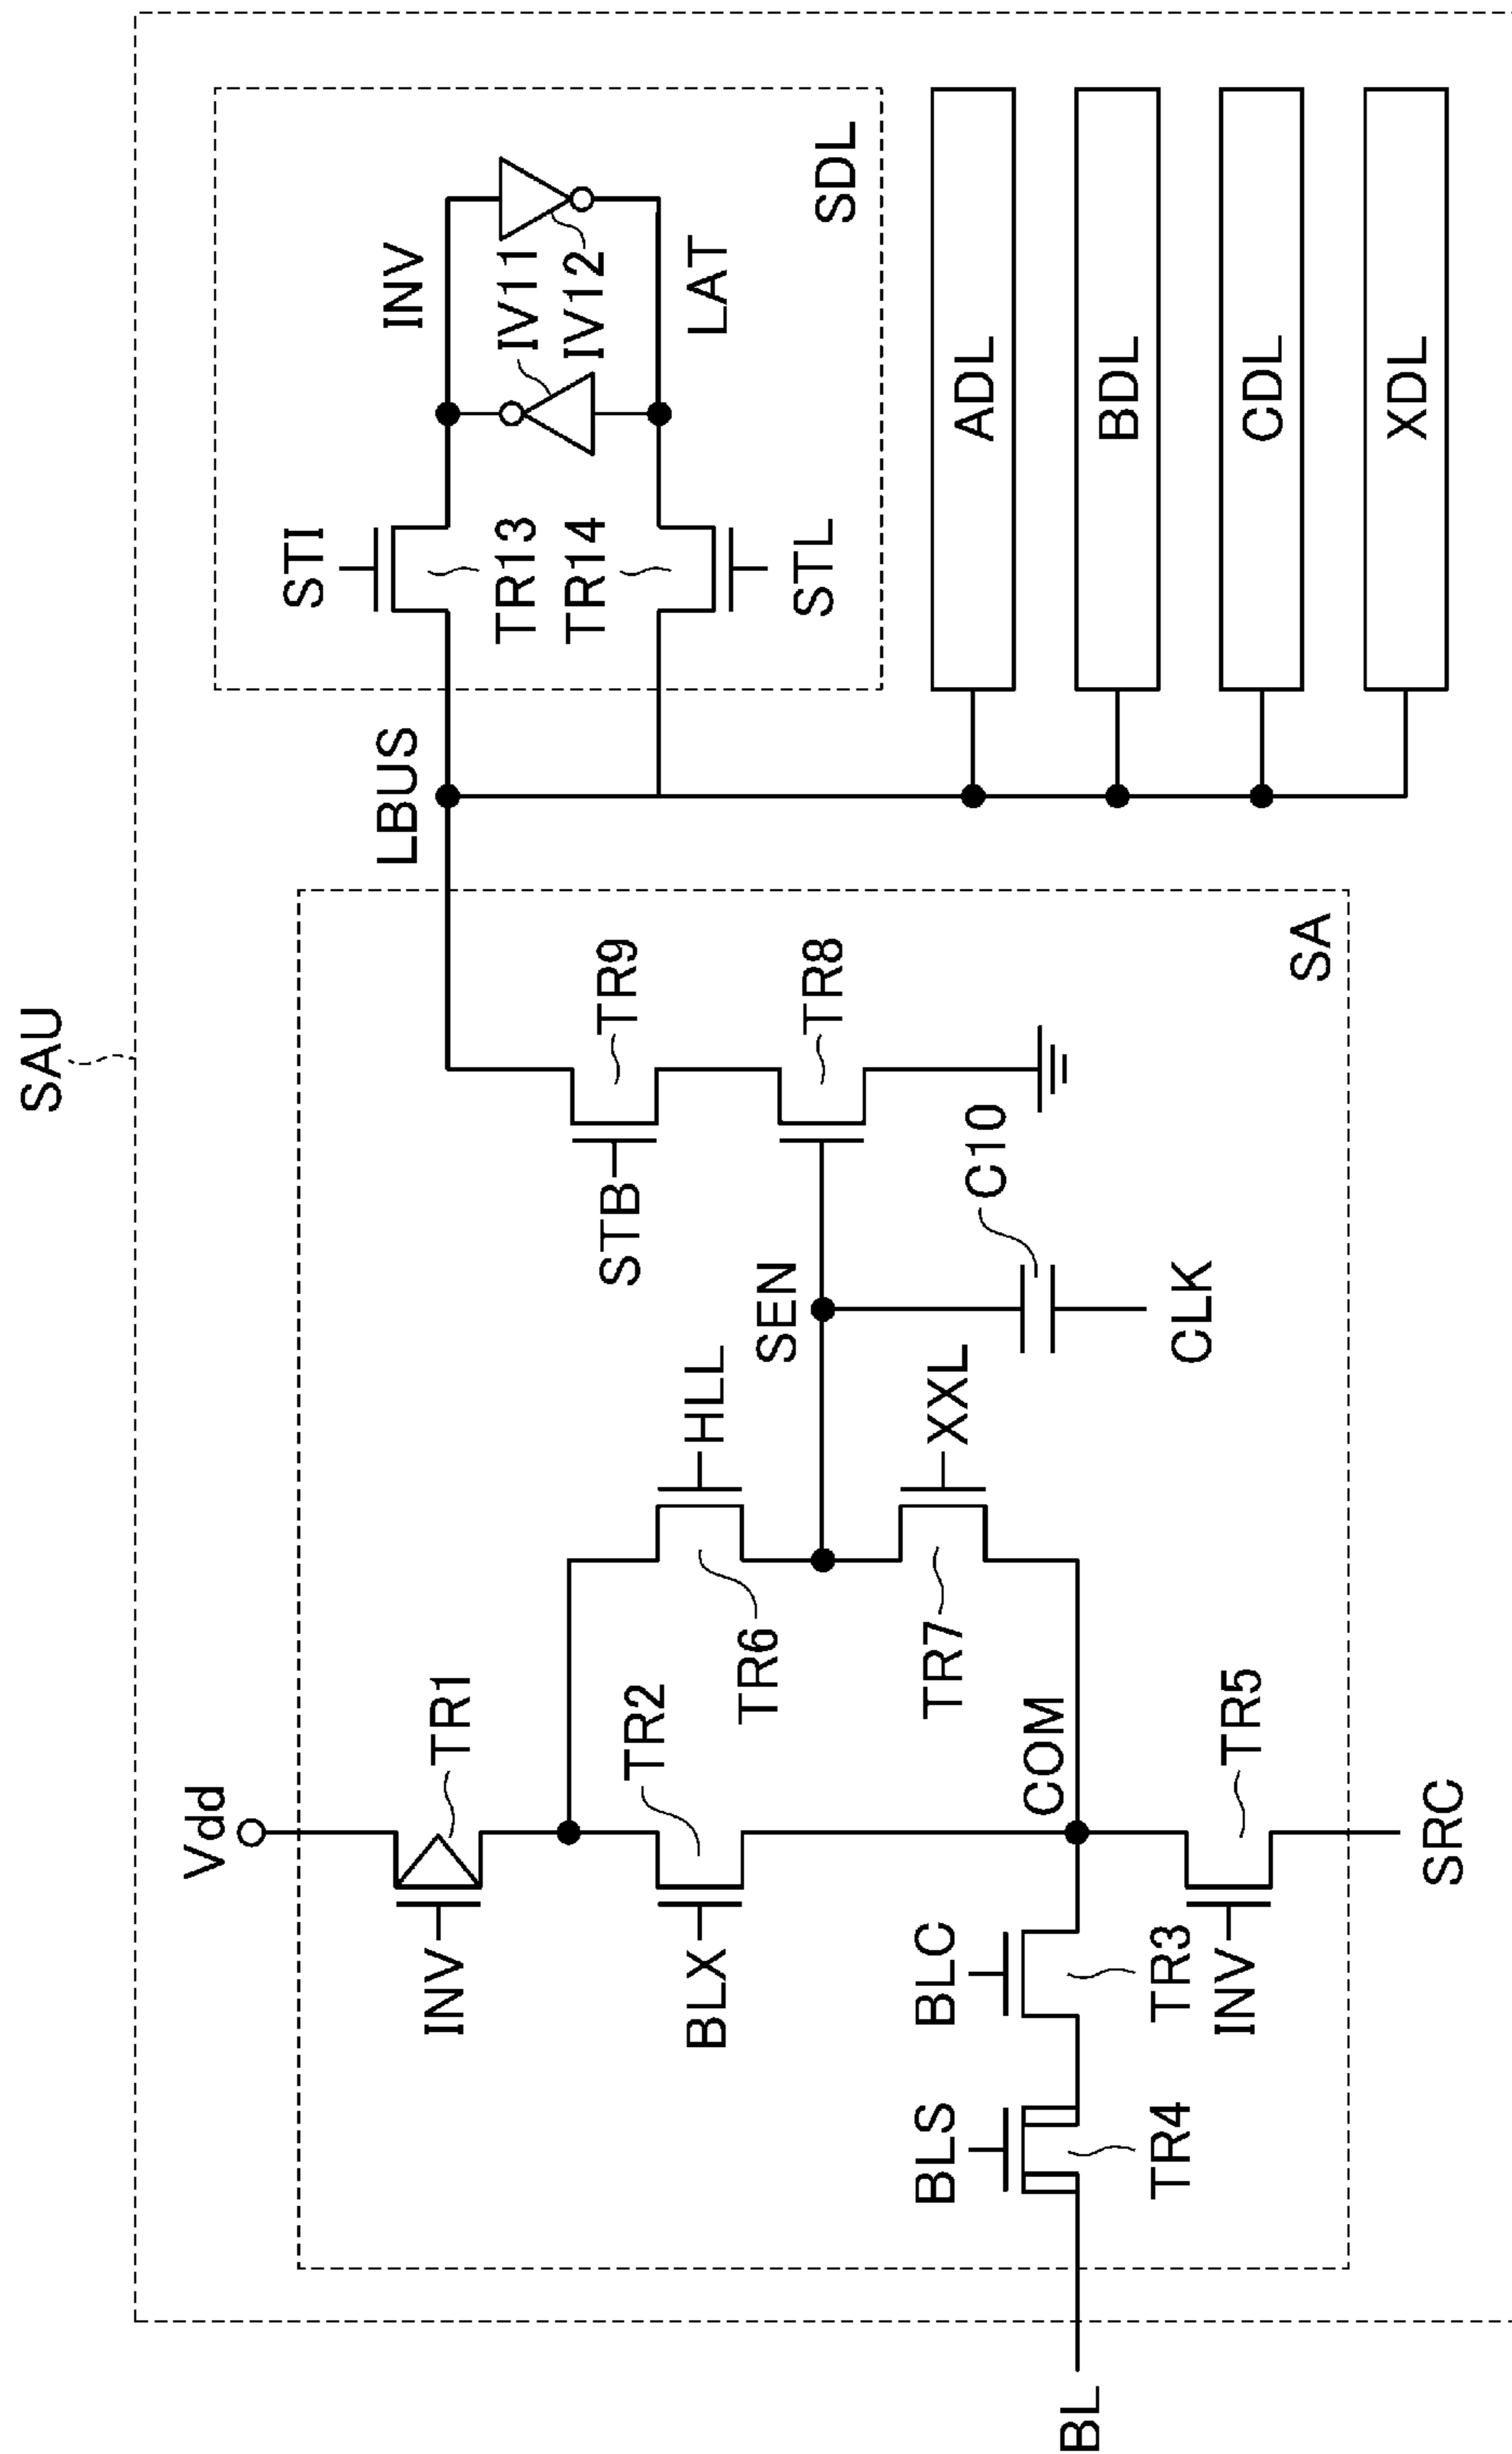 SAU
SDL
INV
IV11
IV12
LAT
STI
TR13
TR14
STL
ADL
BDL
CDL
XDL
LBUS
SA
TR9
STB
TR8
SEN
C10
CLK
HLL
TR6
XXL
TR7
Vdd
TR1
INV
TR2
BLX
COM
BLC
TR3
BLS
TR4
TR5
INV
SRC
BL